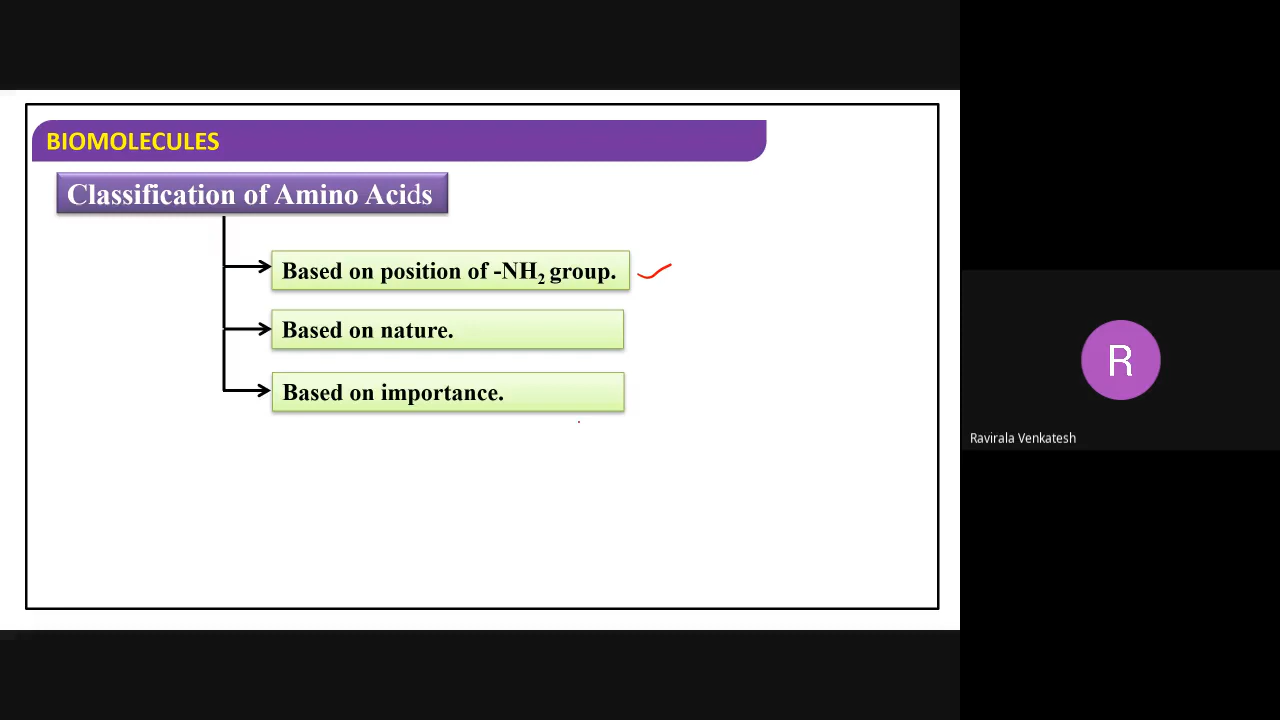 BIOMOLECULES
Classification of Amino Acids
Based on position of -NH₂ group.
Based on nature.
Based on importance.
R
Ravirala Venkatesh